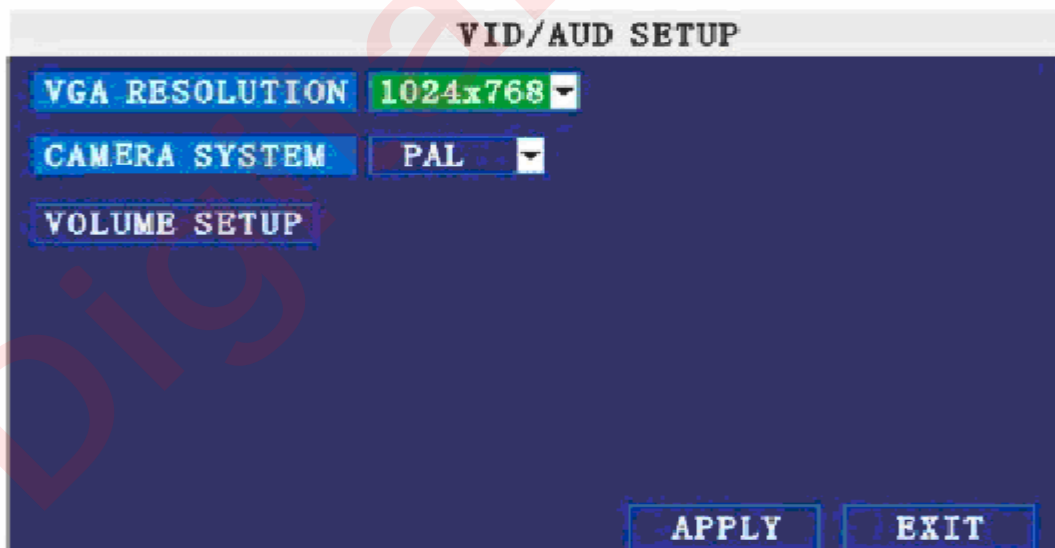 VID/AUD SETUP
VGA RESOLUTION 1024x768
CAMERA SYSTEM PAL
VOLUME SETUP
APPLY EXIT